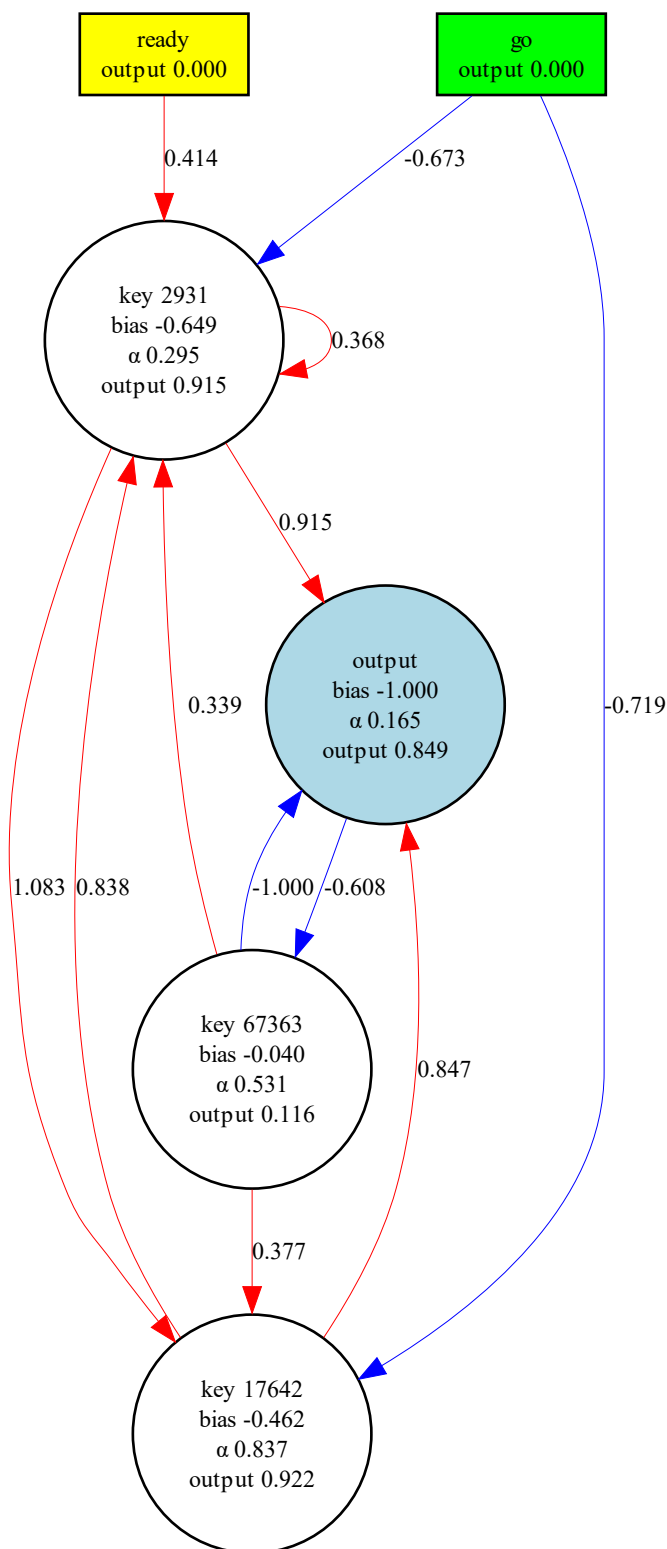 ready
output 0.000
go
output 0.000
0.414
-0.673
key 2931
bias -0.649
α 0.295
output 0.915
0.368
0.915
output
bias -1.000
α 0.165
output 0.849
0.339
-0.719
1.083
0.838
-1.000
-0.608
key 67363
bias -0.040
α 0.531
output 0.116
0.847
0.377
key 17642
bias -0.462
α 0.837
output 0.922